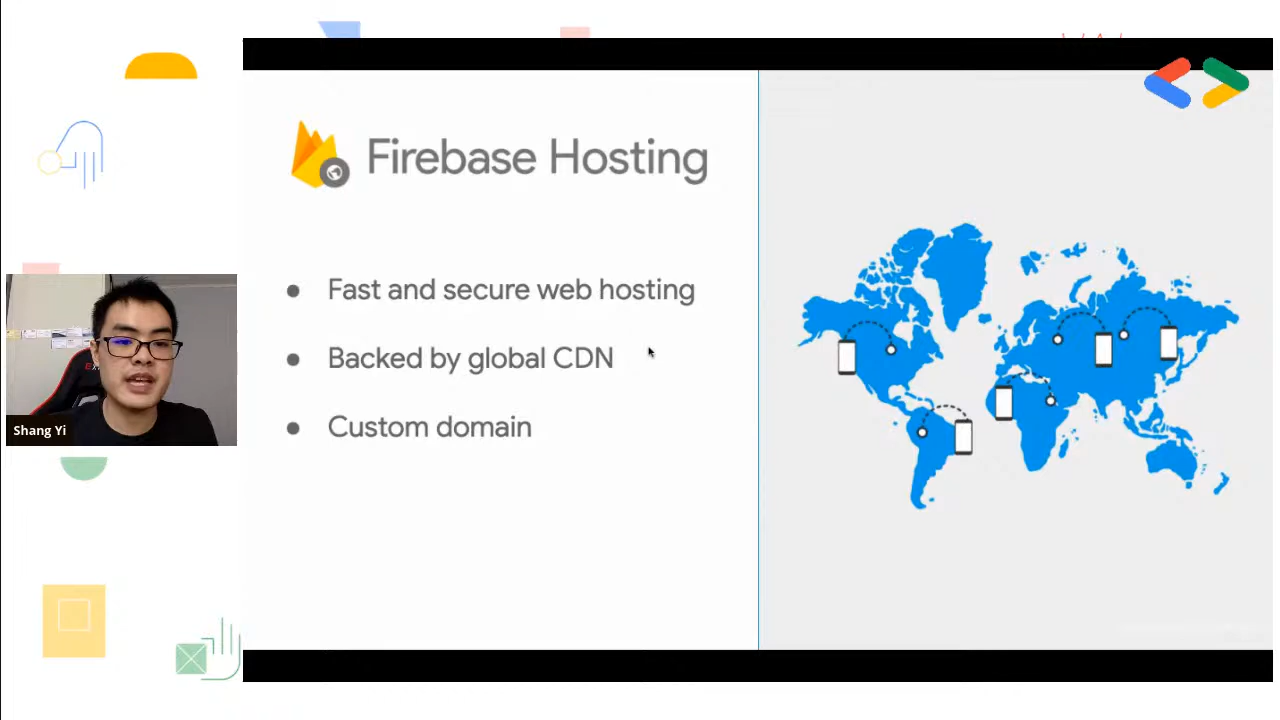 Firebase Hosting
Fast and secure web hosting
Backed by global CDN
Custom domain
Shang Yi